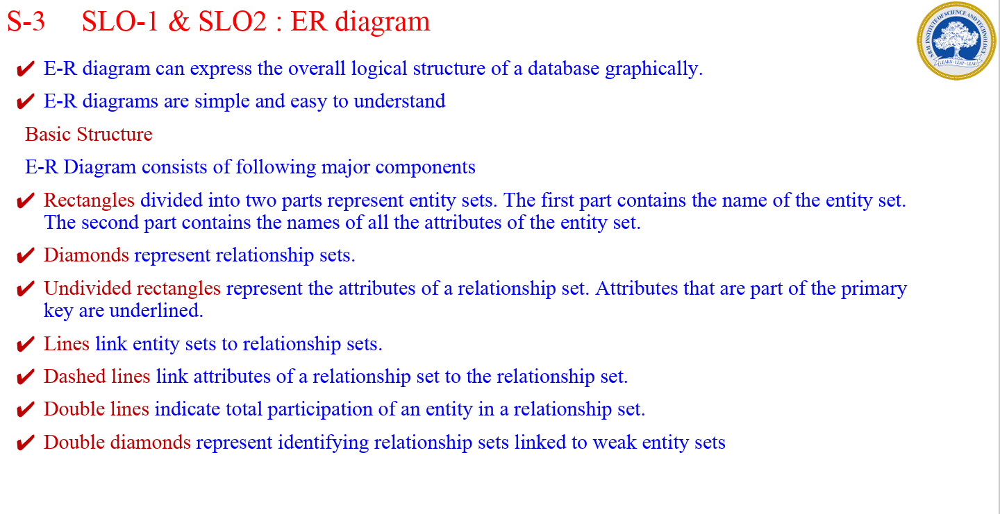 S-3 SLO-1 & SLO2 : ER diagram
SRM INSTITUTE OF SCIENCE AND TECHNOLOGY
LEARN - LEAP - LEAD
✔ E-R diagram can express the overall logical structure of a database graphically.
✔ E-R diagrams are simple and easy to understand
Basic Structure
E-R Diagram consists of following major components
✔ Rectangles divided into two parts represent entity sets. The first part contains the name of the entity set.
The second part contains the names of all the attributes of the entity set.
✔ Diamonds represent relationship sets.
✔ Undivided rectangles represent the attributes of a relationship set. Attributes that are part of the primary
key are underlined.
✔ Lines link entity sets to relationship sets.
✔ Dashed lines link attributes of a relationship set to the relationship set.
✔ Double lines indicate total participation of an entity in a relationship set.
✔ Double diamonds represent identifying relationship sets linked to weak entity sets